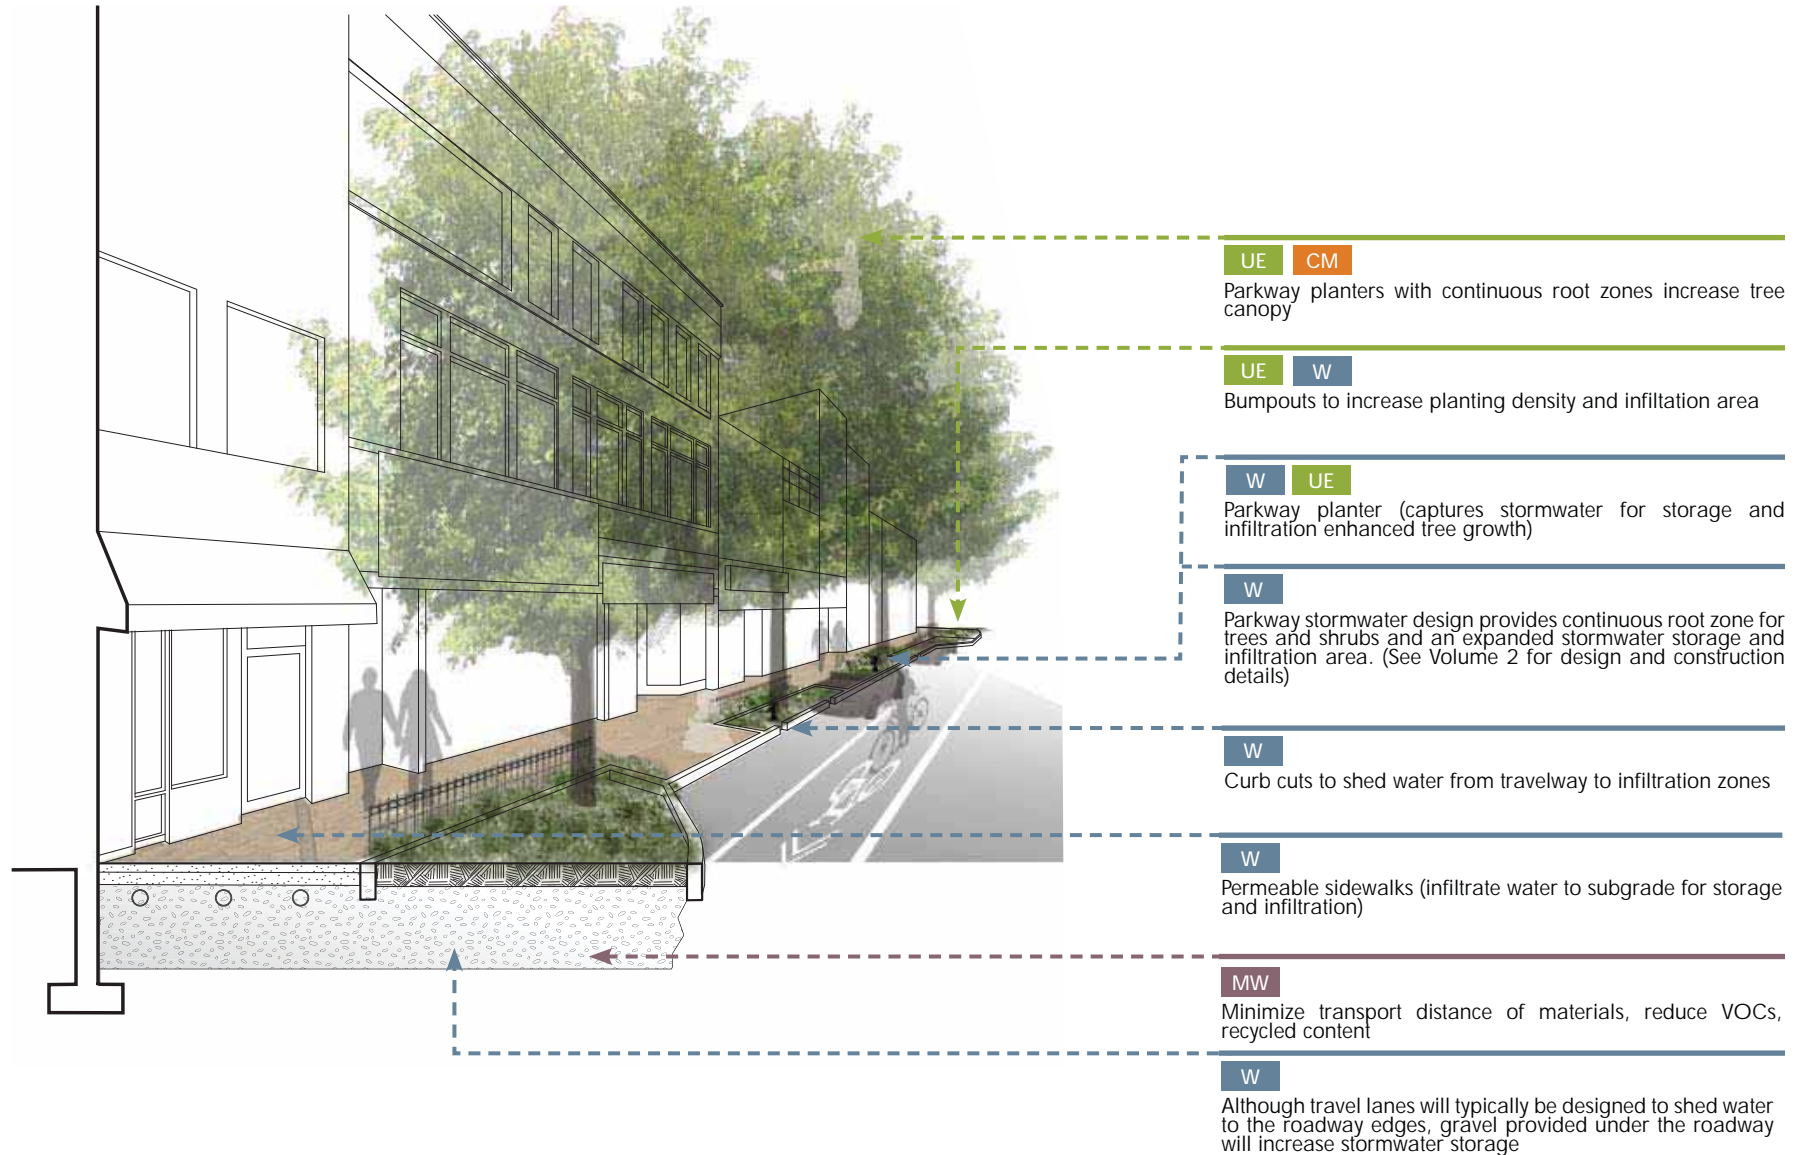 UE CM
Parkway planters with continuous root zones increase tree
canopy
UE W
Bumpouts to increase planting density and infiltation area
W UE
Parkway planter (captures stormwater for storage and
infiltration enhanced tree growth)
W
Parkway stormwater design provides continuous root zone for
trees and shrubs and an expanded stormwater storage and
infiltration area. (See Volume 2 for design and construction
details)
W
Curb cuts to shed water from travelway to infiltration zones
W
Permeable sidewalks (infiltrate water to subgrade for storage
and infiltration)
MW
Minimize transport distance of materials, reduce VOCs,
recycled content
W
Although travel lanes will typically be designed to shed water
to the roadway edges, gravel provided under the roadway
will increase stormwater storage